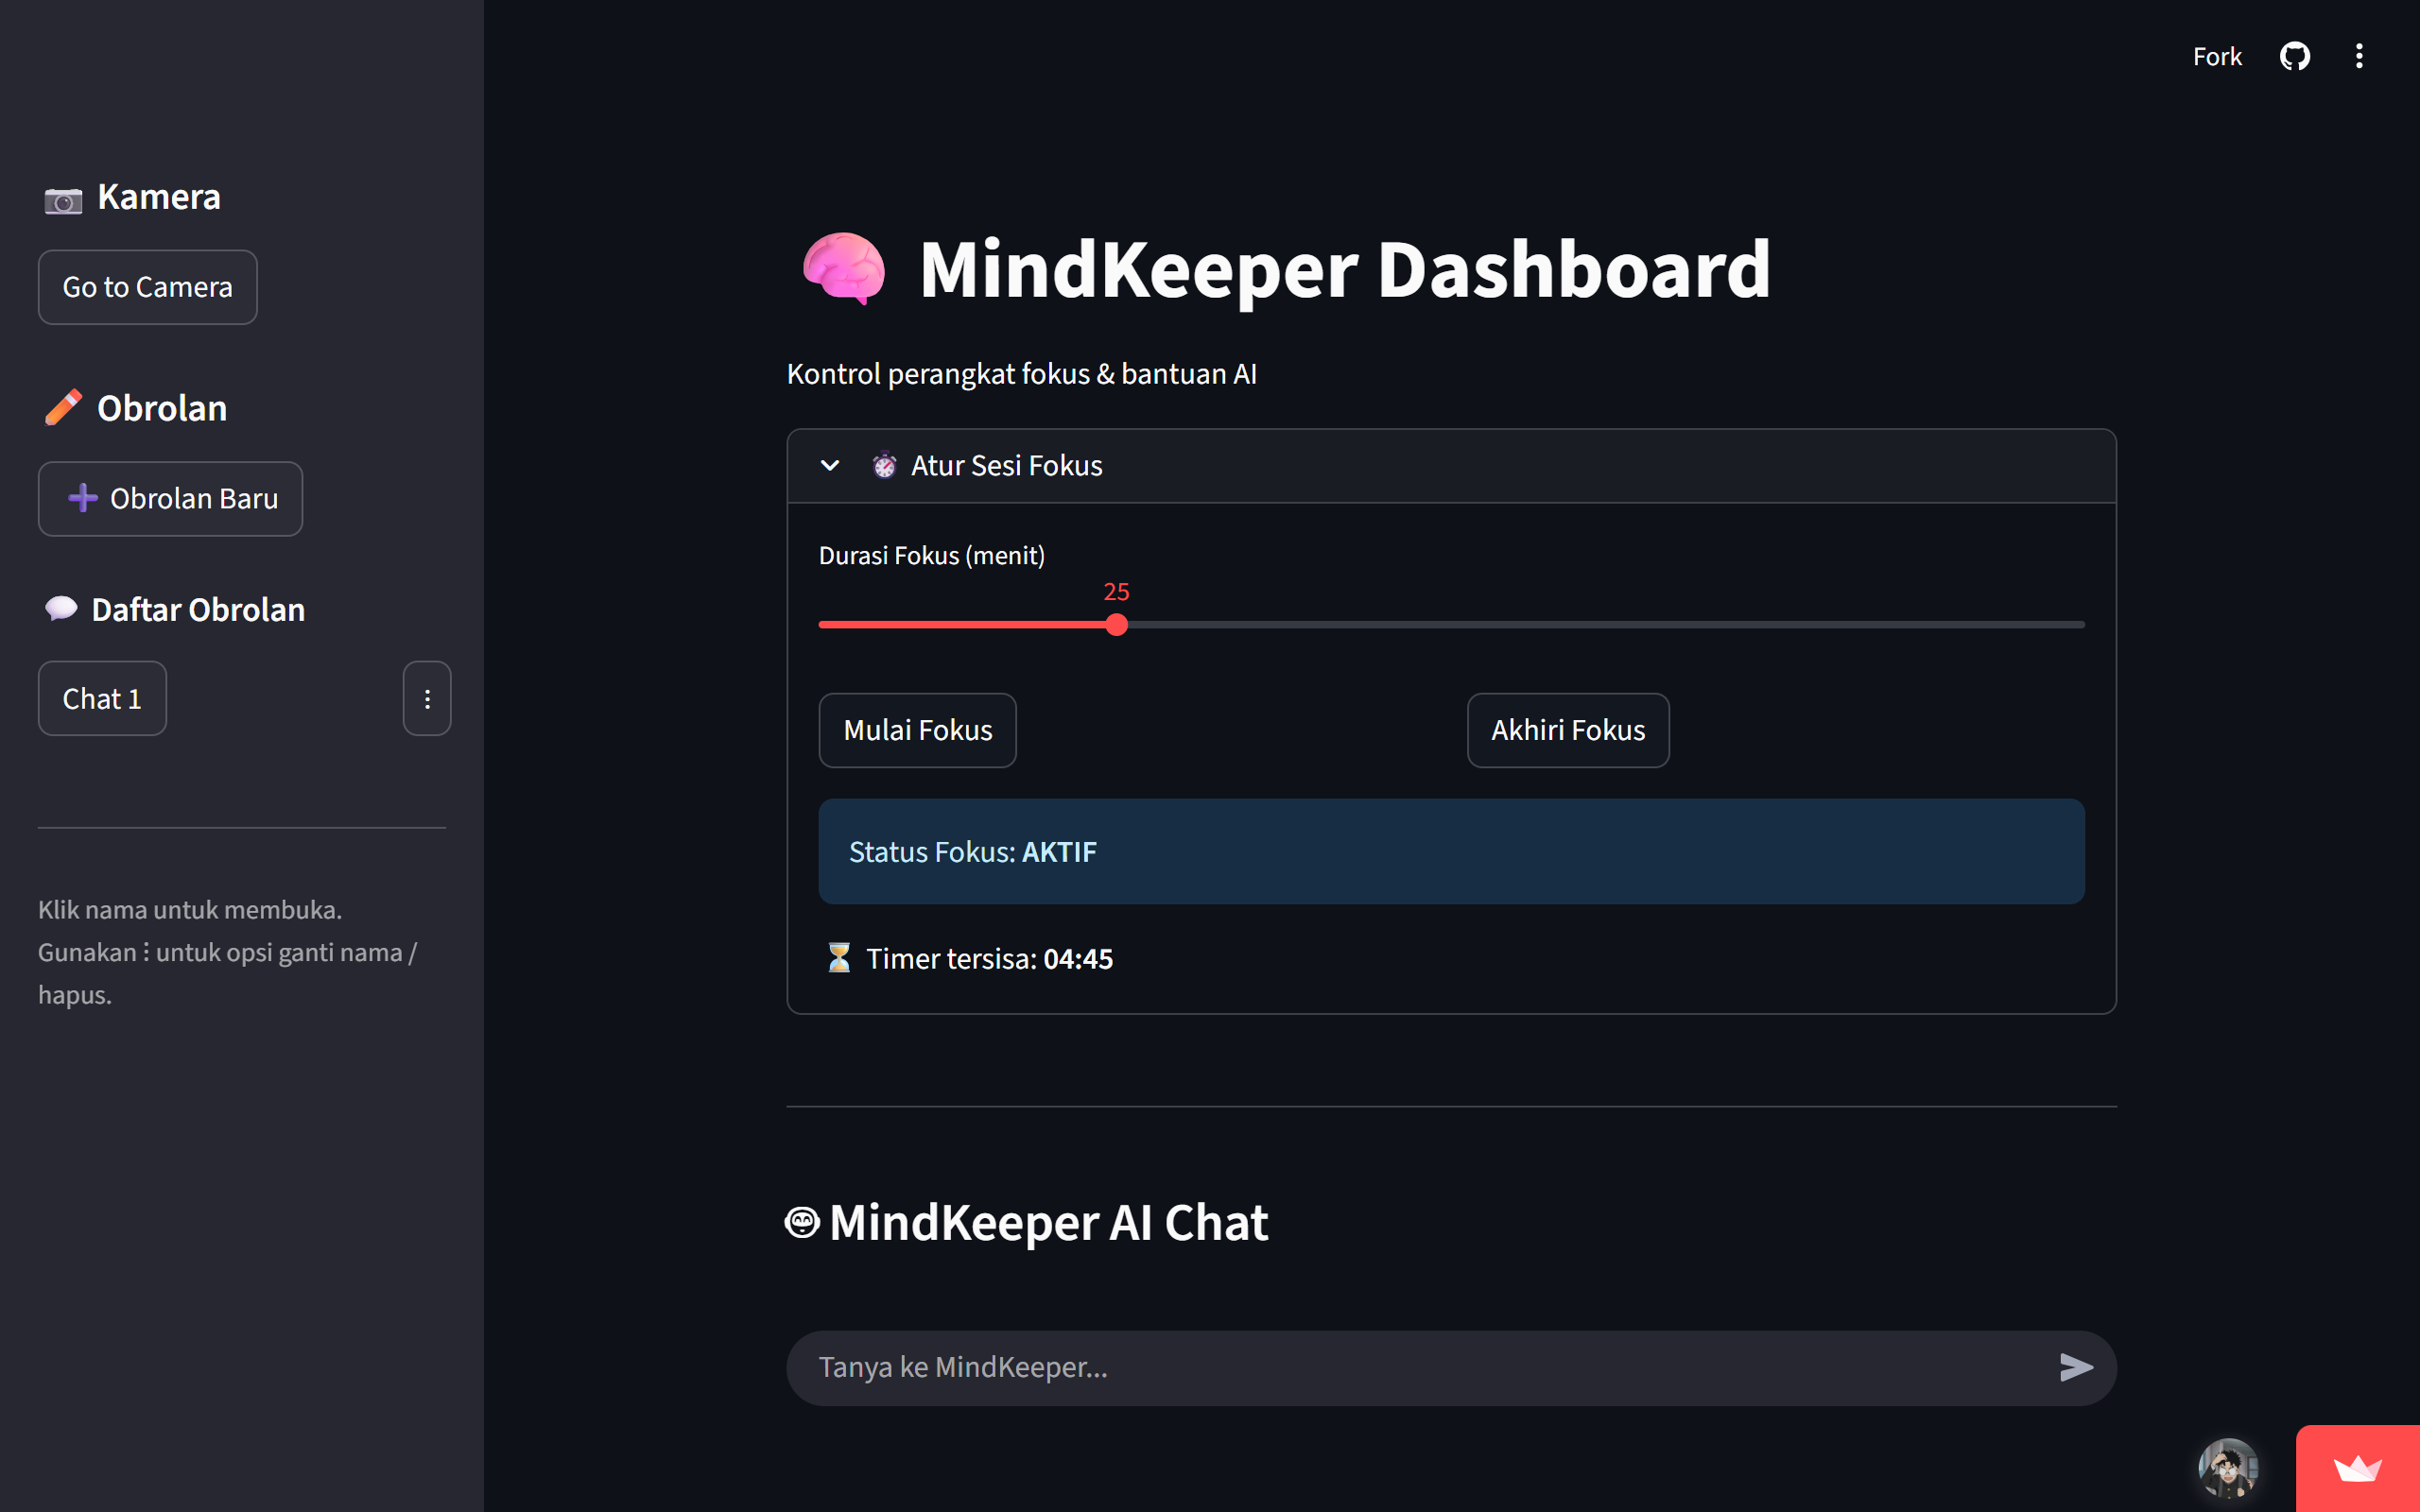 Fork
📷 Kamera
Go to Camera
Obrolan
➕ Obrolan Baru
💬 Daftar Obrolan
Chat 1
⋮
Klik nama untuk membuka.
Gunakan ⋮ untuk opsi ganti nama /
hapus.
🧠 MindKeeper Dashboard
Kontrol perangkat fokus & bantuan AI
⏱️ Atur Sesi Fokus
Durasi Fokus (menit)
25
Mulai Fokus
Akhiri Fokus
Status Fokus: AKTIF
⏳ Timer tersisa: 04:45
MindKeeper AI Chat
Tanya ke MindKeeper...